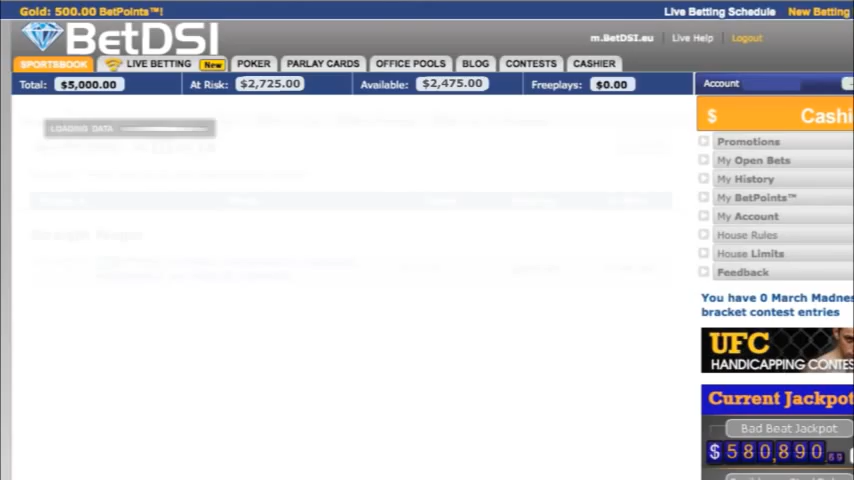 Gold: 500.00 BetPoints™! Live Betting Schedule New Betting
BetDSI m.BetDSI.eu Live Help Logout
SPORTSBOOK LIVE BETTING New POKER PARLAY CARDS OFFICE POOLS BLOG CONTESTS CASHIER
Total: $5,000.00 At Risk: $2,725.00 Available: $2,475.00 Freeplays: $0.00 Account
LOADING DATA
$ Cashi
Promotions
My Open Bets
My History
My BetPoints™
My Account
House Rules
House Limits
Feedback
You have 0 March Madnes
bracket contest entries
UFC
HANDICAPPING CONTES
Current Jackpot
Bad Beat Jackpot
$580,890